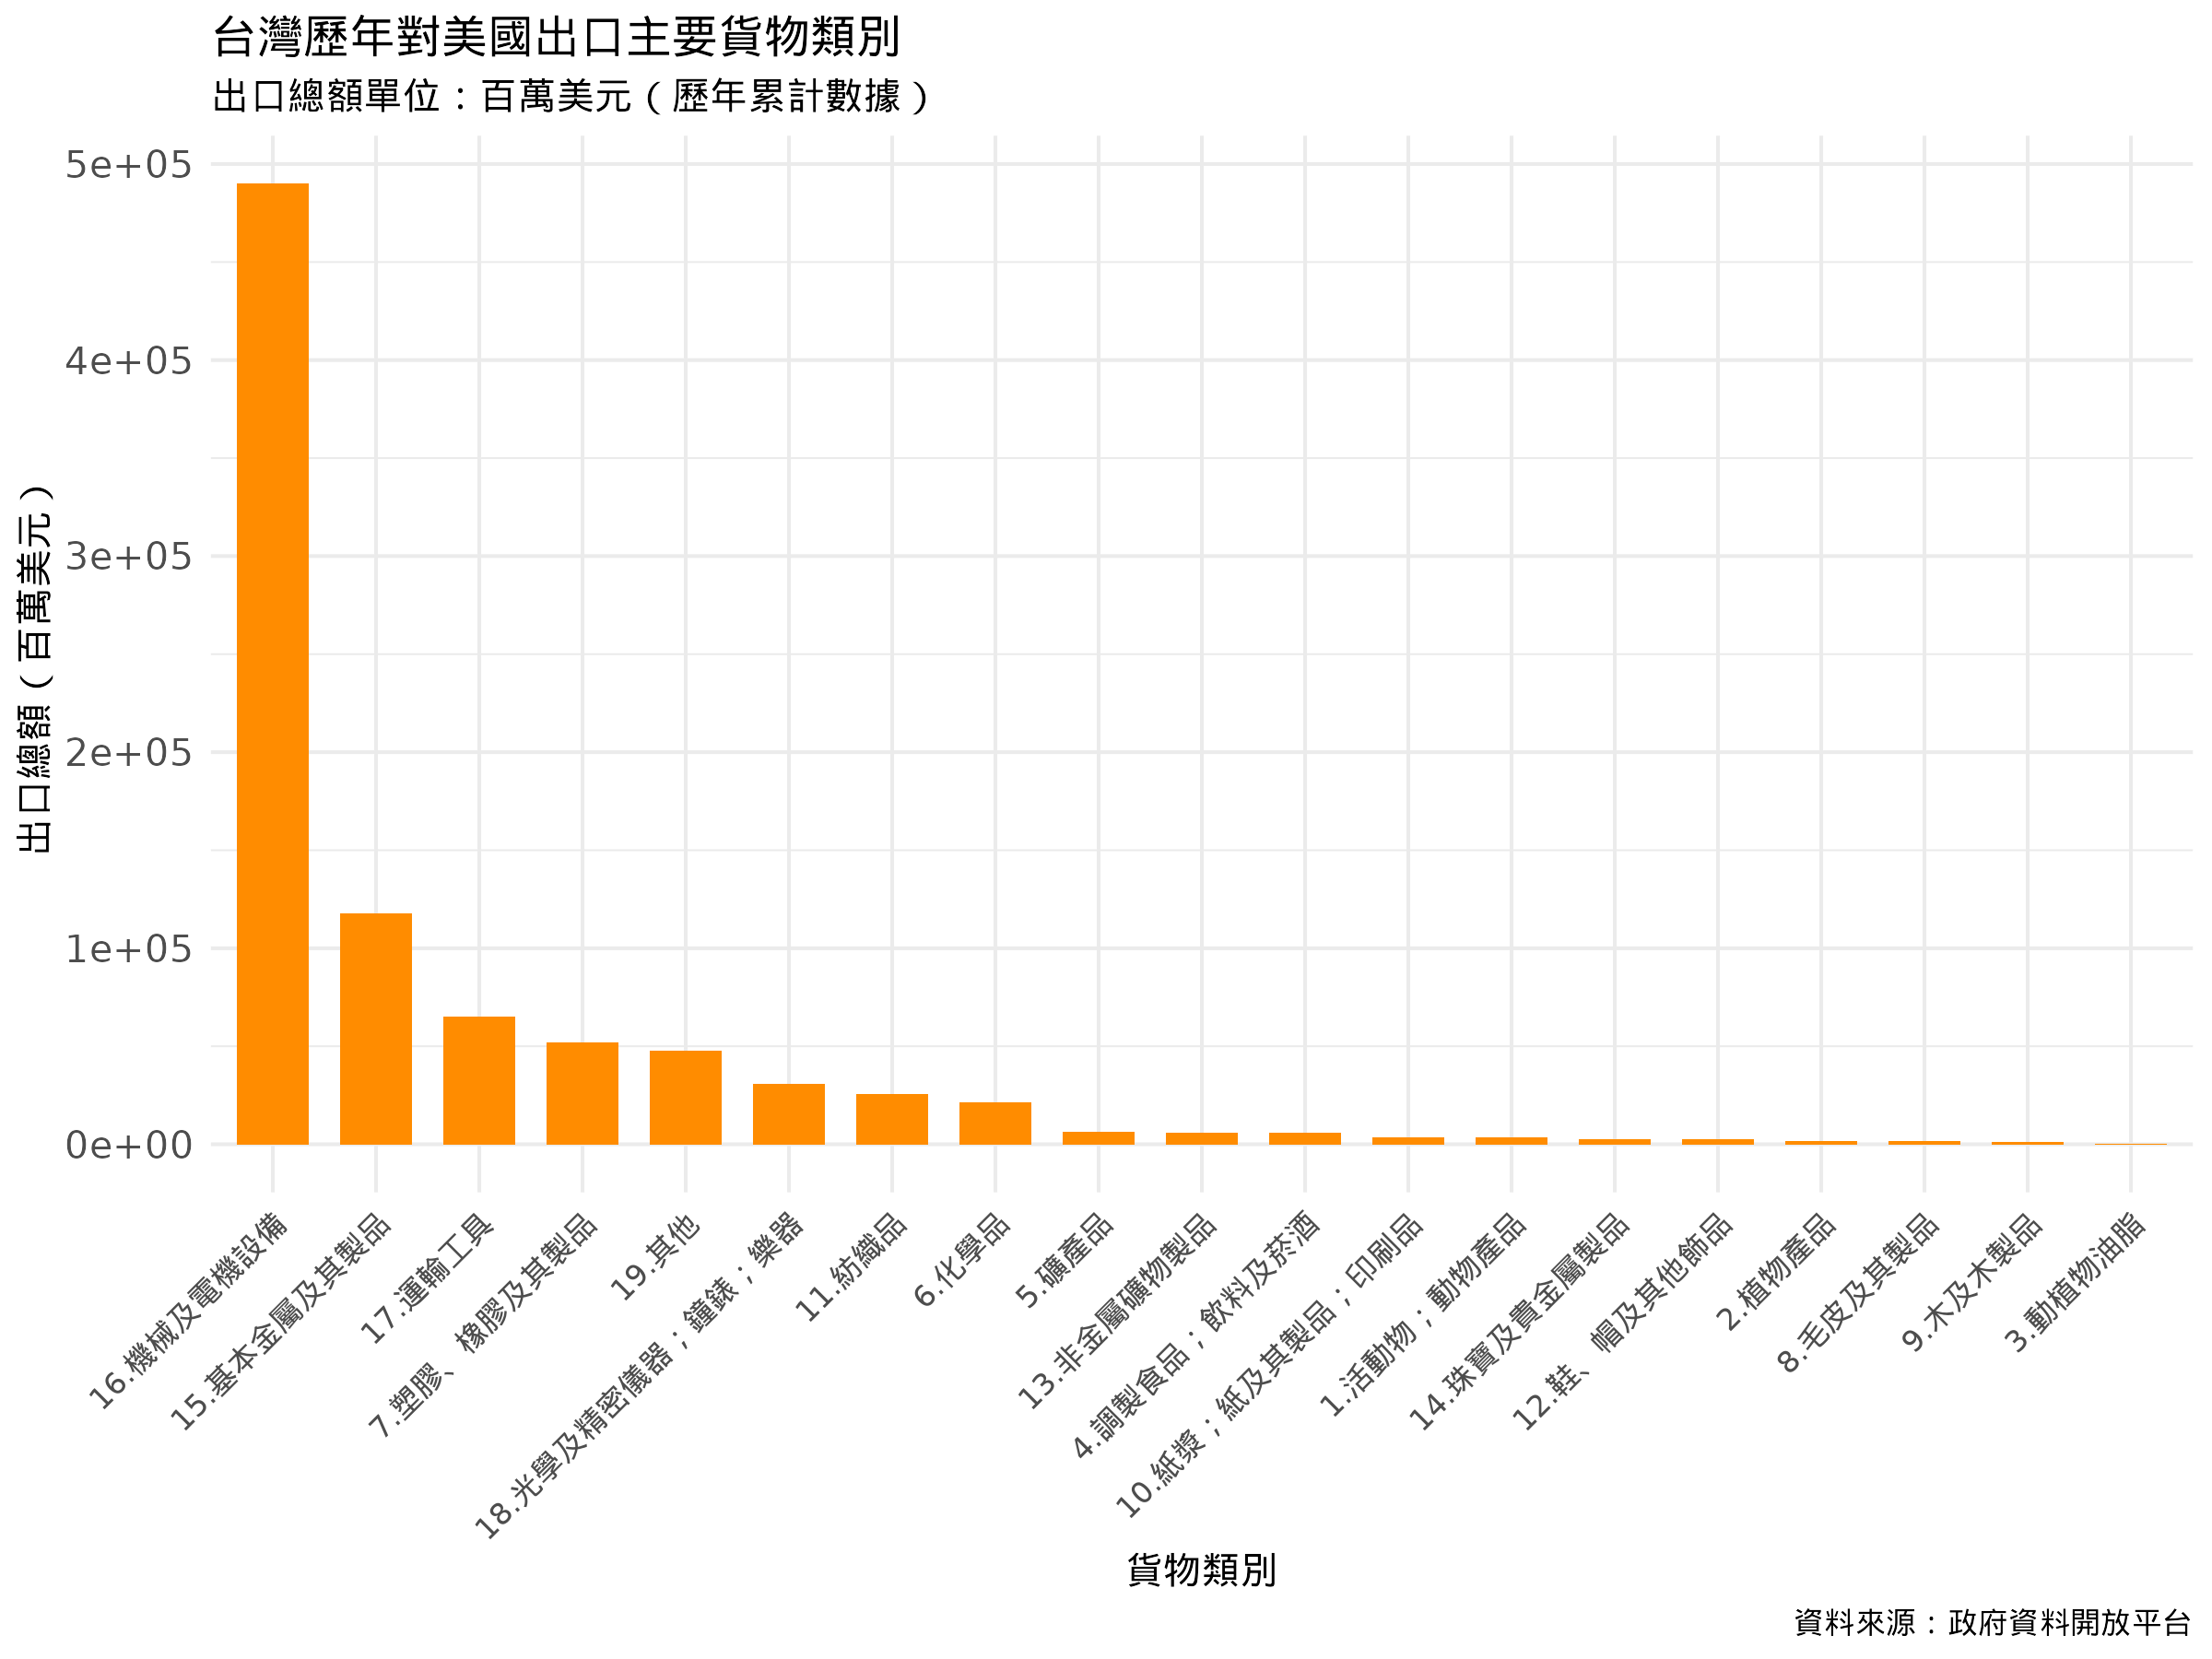 台灣歷年對美國出口主要貨物類別
出口總額單位：百萬美元（歷年累計數據）
出口總額（百萬美元）
5e+05
4e+05
3e+05
2e+05
1e+05
0e+00
16.機械及電機設備
15.基本金屬及其製品
17.運輸工具
7.塑膠、橡膠及其製品
19.其他
18.光學及精密儀器；鐘錶；樂器
11.紡織品
6.化學品
5.礦產品
13.非金屬礦物製品
4.調製食品；飲料及菸酒
10.紙漿；紙及其製品；印刷品
1.活動物；動物產品
14.珠寶及貴金屬製品
12.鞋、帽及其他飾品
2.植物產品
8.毛皮及其製品
9.木及木製品
3.動植物油脂
貨物類別
資料來源：政府資料開放平台